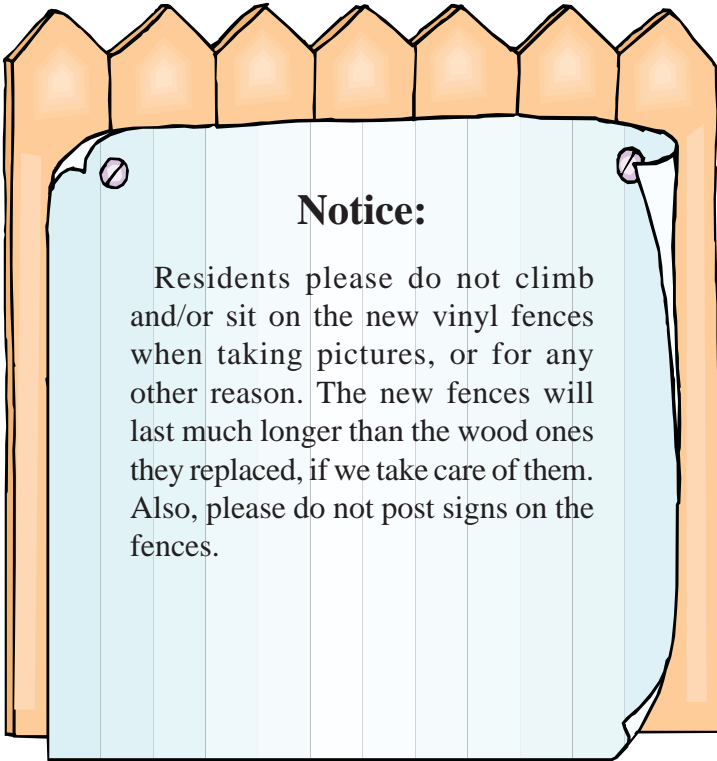 Notice:
Residents please do not climb
and/or sit on the new vinyl fences
when taking pictures, or for any
other reason. The new fences will
last much longer than the wood ones
they replaced, if we take care of them.
Also, please do not post signs on the
fences.